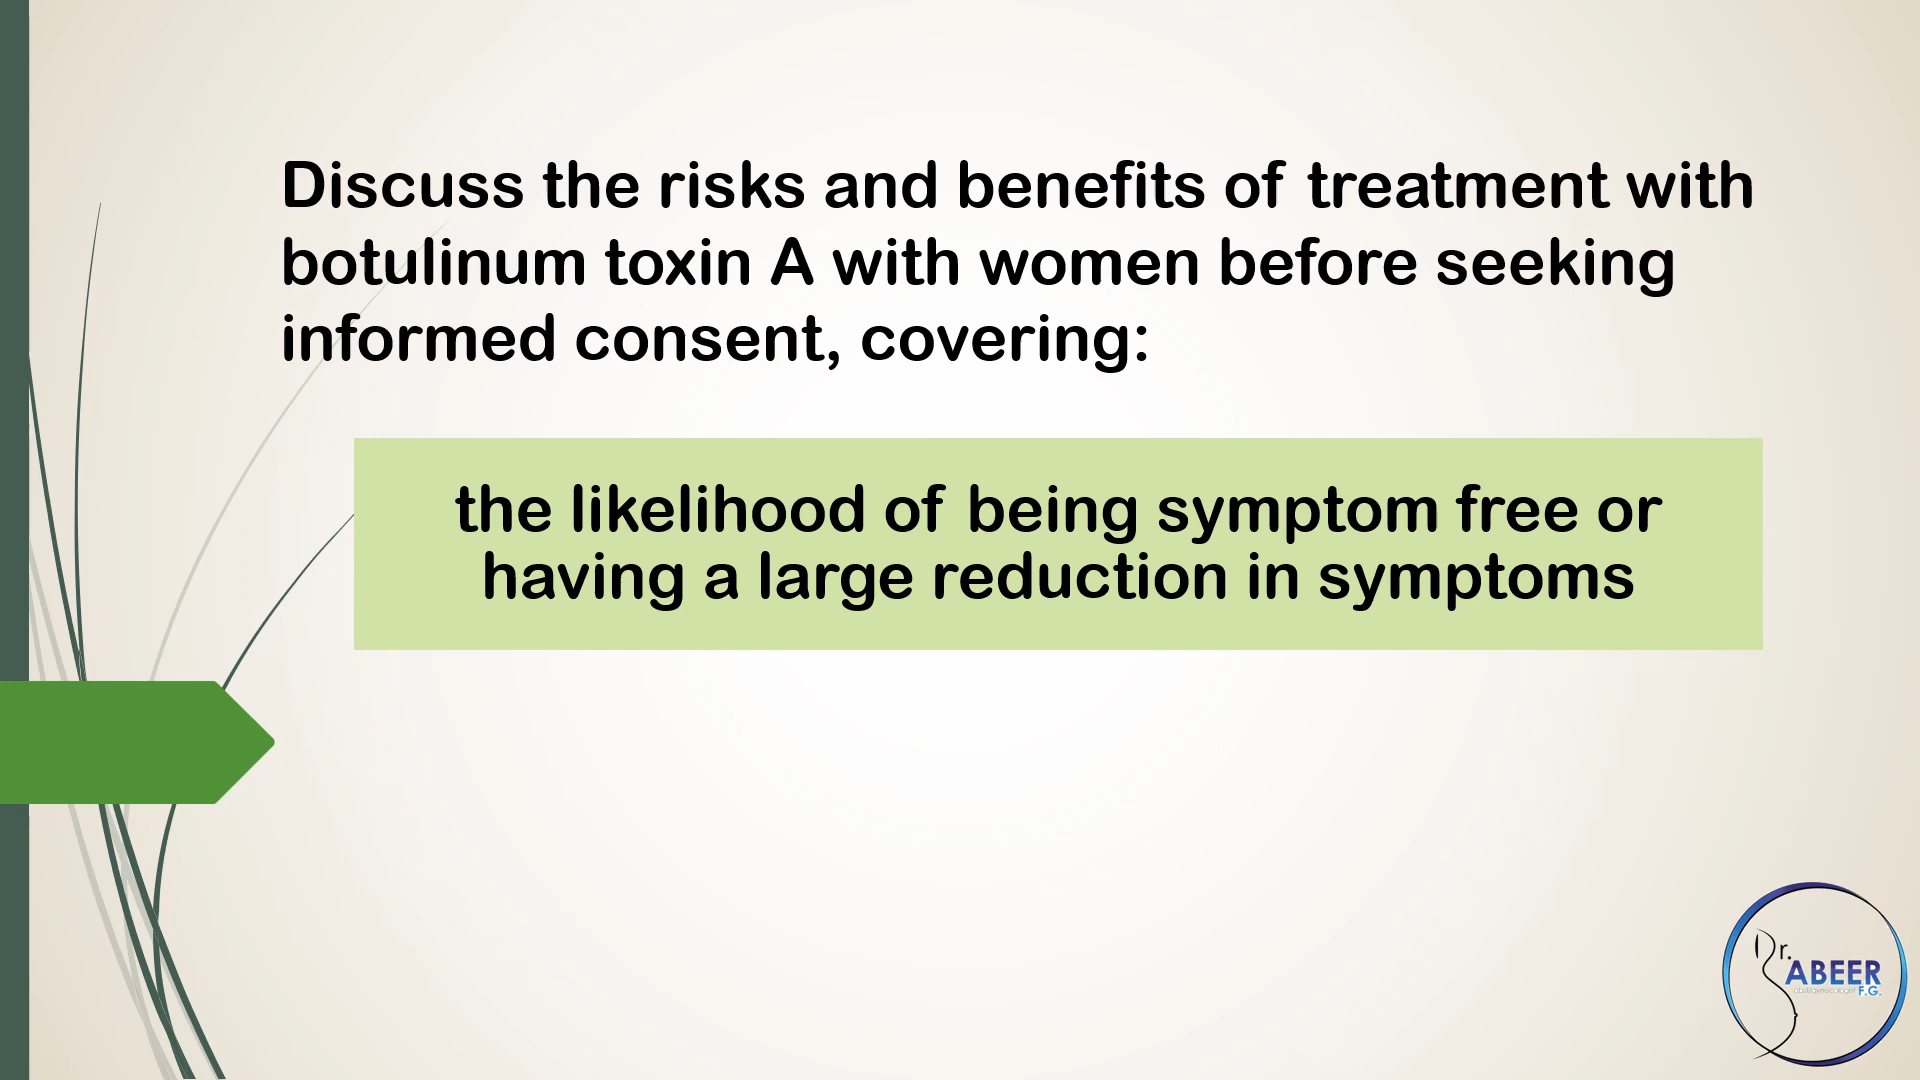 Discuss the risks and benefits of treatment with
botulinum toxin A with women before seeking
informed consent, covering:
the likelihood of being symptom free or
having a large reduction in symptoms
Dr.
ABEER
F.G.